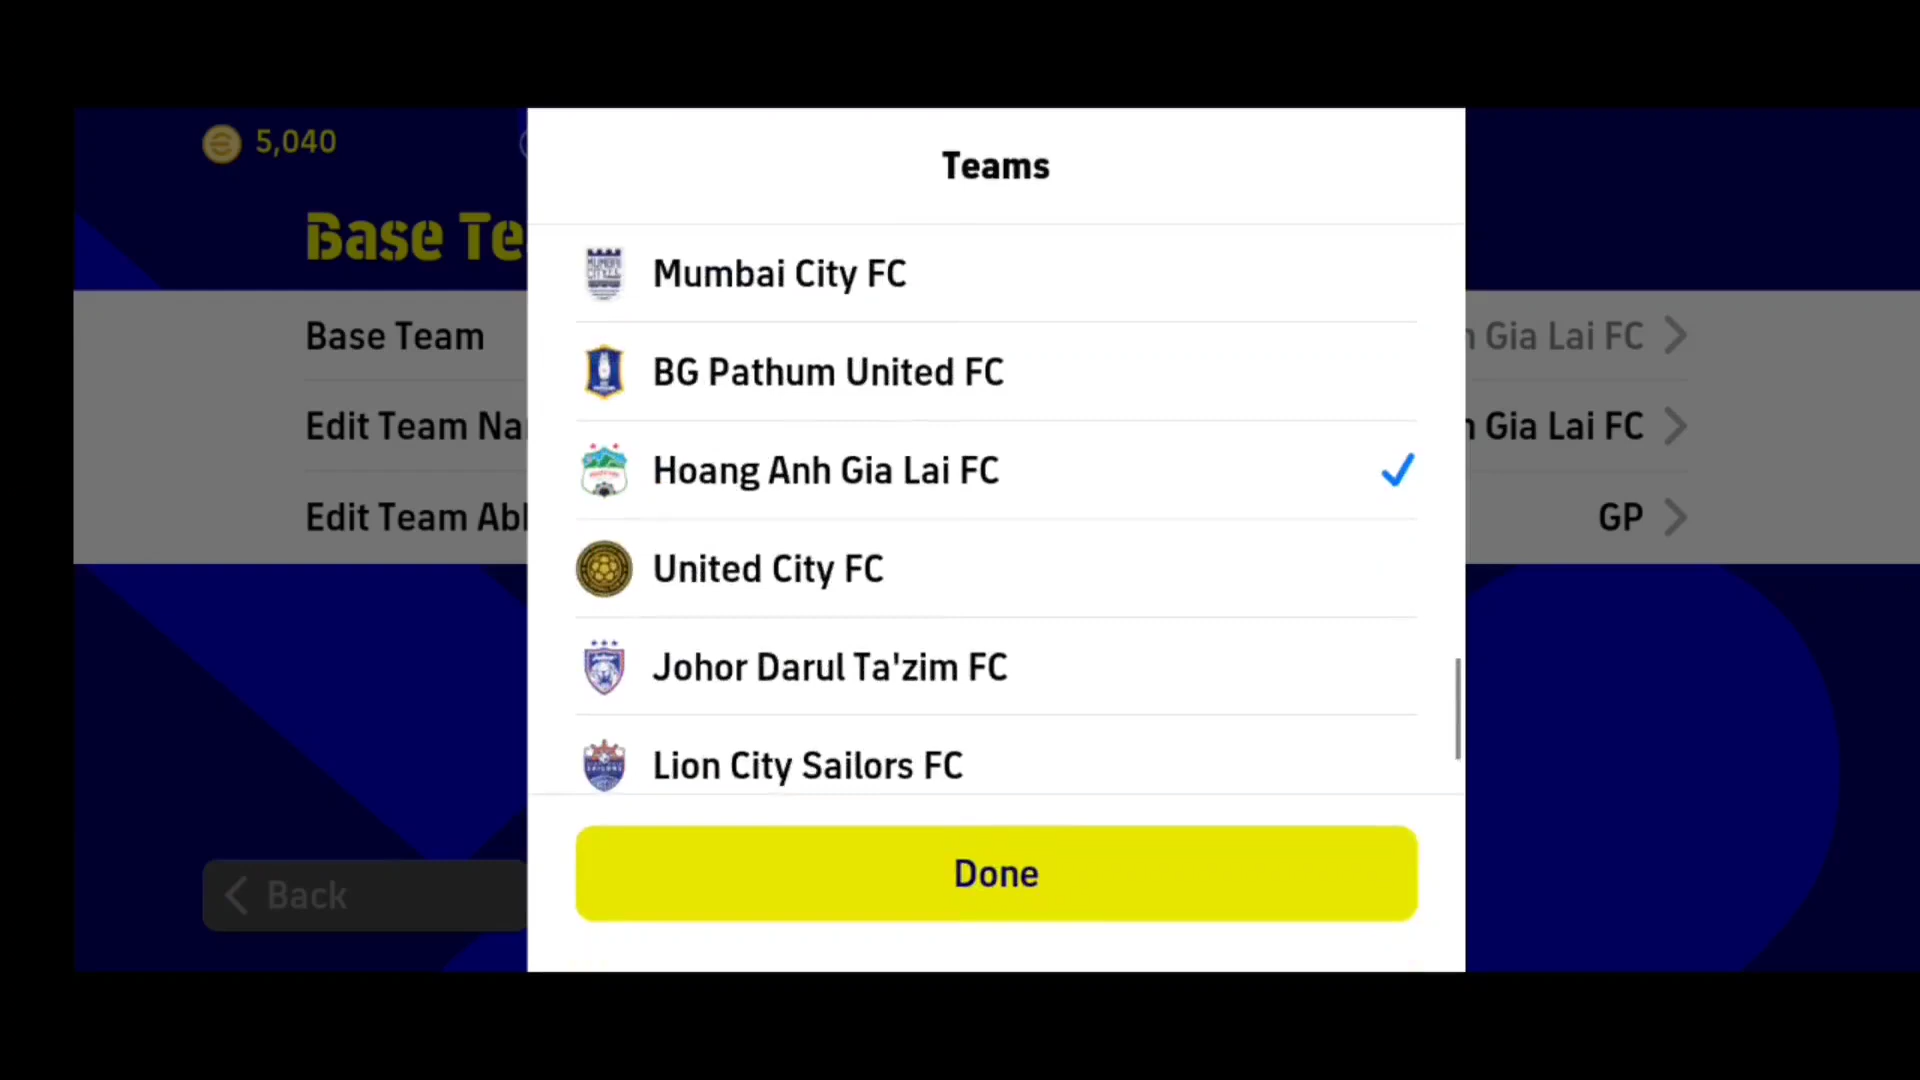 5,040
Teams
Base Te
Mumbai City FC
Base Team
Gia Lai FC
BG Pathum United FC
Edit Team Na
Gia Lai FC
Hoang Anh Gia Lai FC
Edit Team Ab
GP
United City FC
Johor Darul Ta'zim FC
Lion City Sailors FC
Done
Back